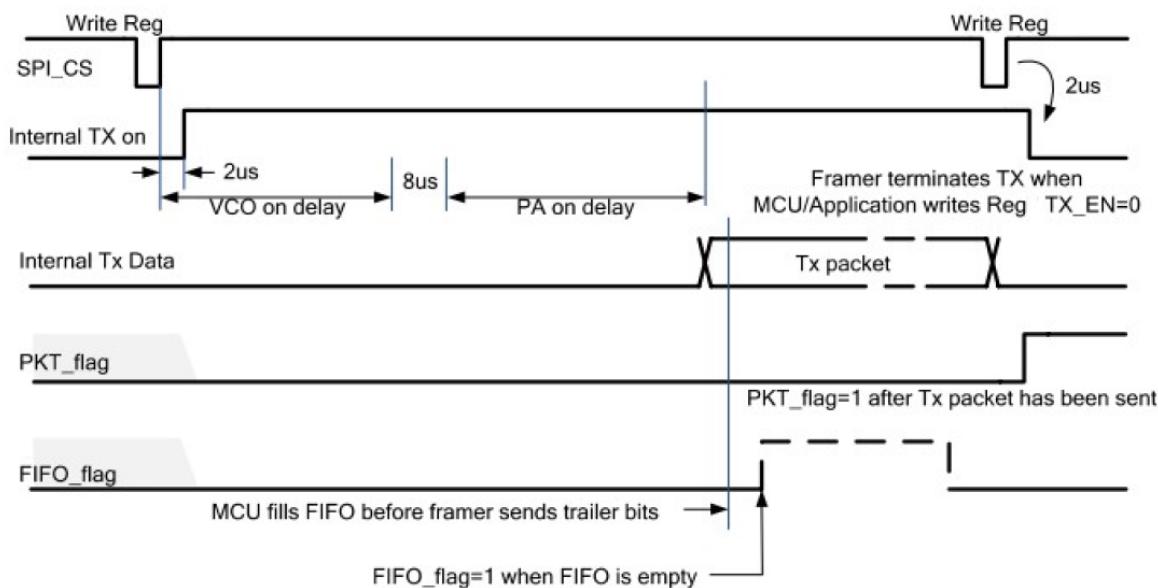 Write Reg
Write Reg
SPI_CS
2us
Internal TX on
2us
8us
Framer terminates TX when
VCO on delay
PA on delay
MCU/Application writes Reg TX_EN=0
Internal Tx Data
Tx packet
PKT_flag
PKT_flag=1 after Tx packet has been sent
FIFO_flag
MCU fills FIFO before framer sends trailer bits
FIFO_flag=1 when FIFO is empty